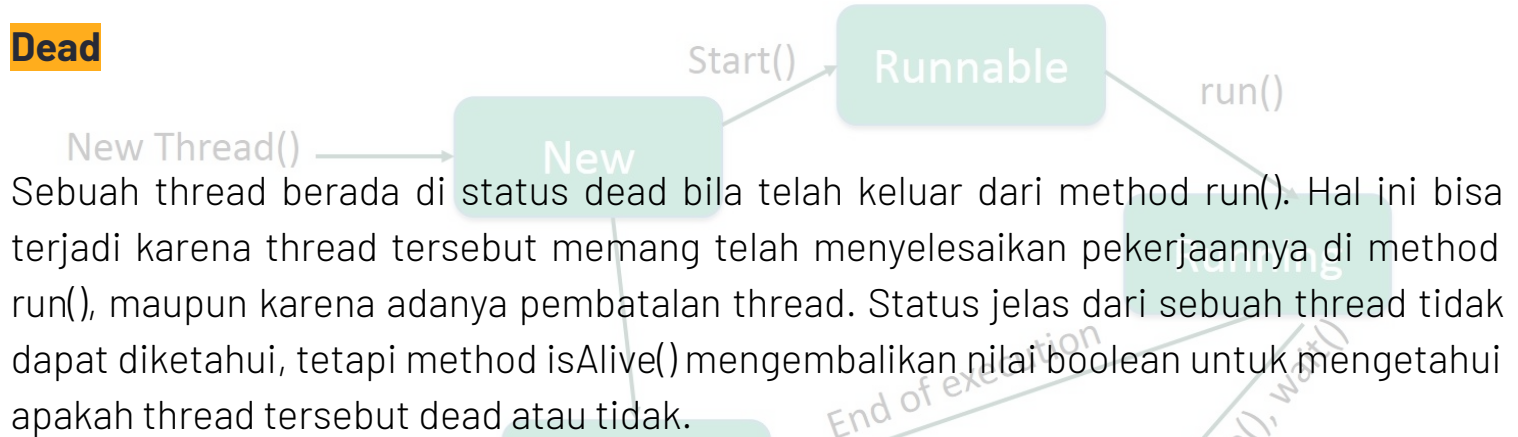 Dead
Start()
Runnable
run()
New Thread()
New
Sebuah thread berada di status dead bila telah keluar dari method run(). Hal ini bisa
terjadi karena thread tersebut memang telah menyelesaikan pekerjaannya di method
Running
run(), maupun karena adanya pembatalan thread. Status jelas dari sebuah thread tidak
dapat diketahui, tetapi method isAlive() mengembalikan nilai boolean untuk mengetahui
apakah thread tersebut dead atau tidak.
End of execution
wait()